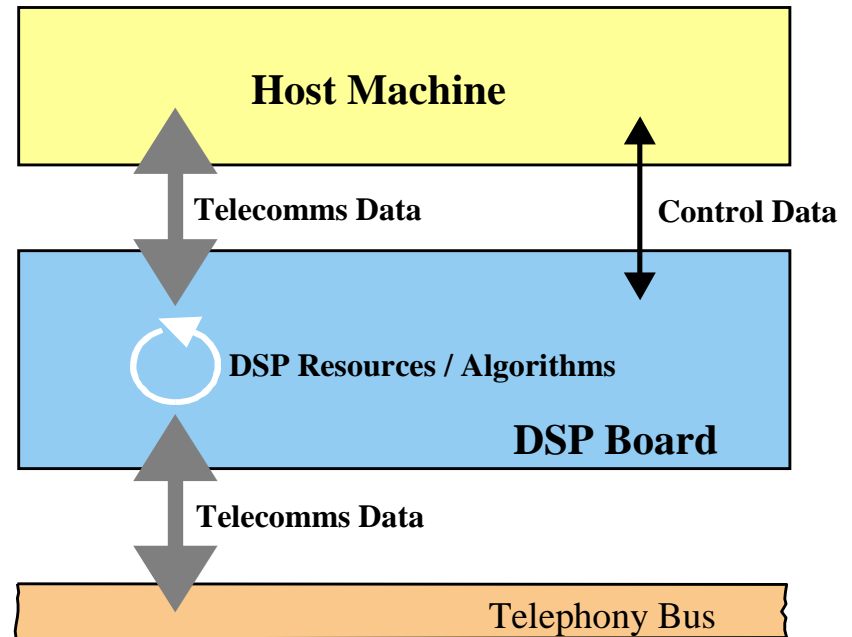 Host Machine
Telecomms Data
Control Data
DSP Resources / Algorithms
DSP Board
Telecomms Data
Telephony Bus